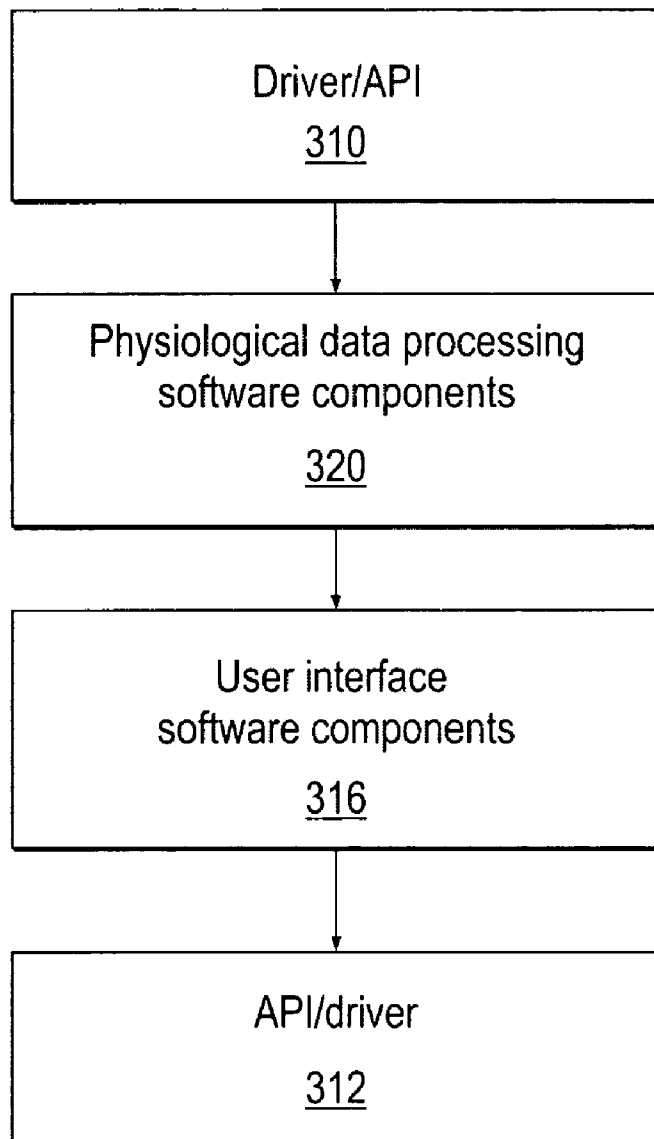 Driver/API
310
Physiological data processing
software components
320
User interface
software components
316
API/driver
312